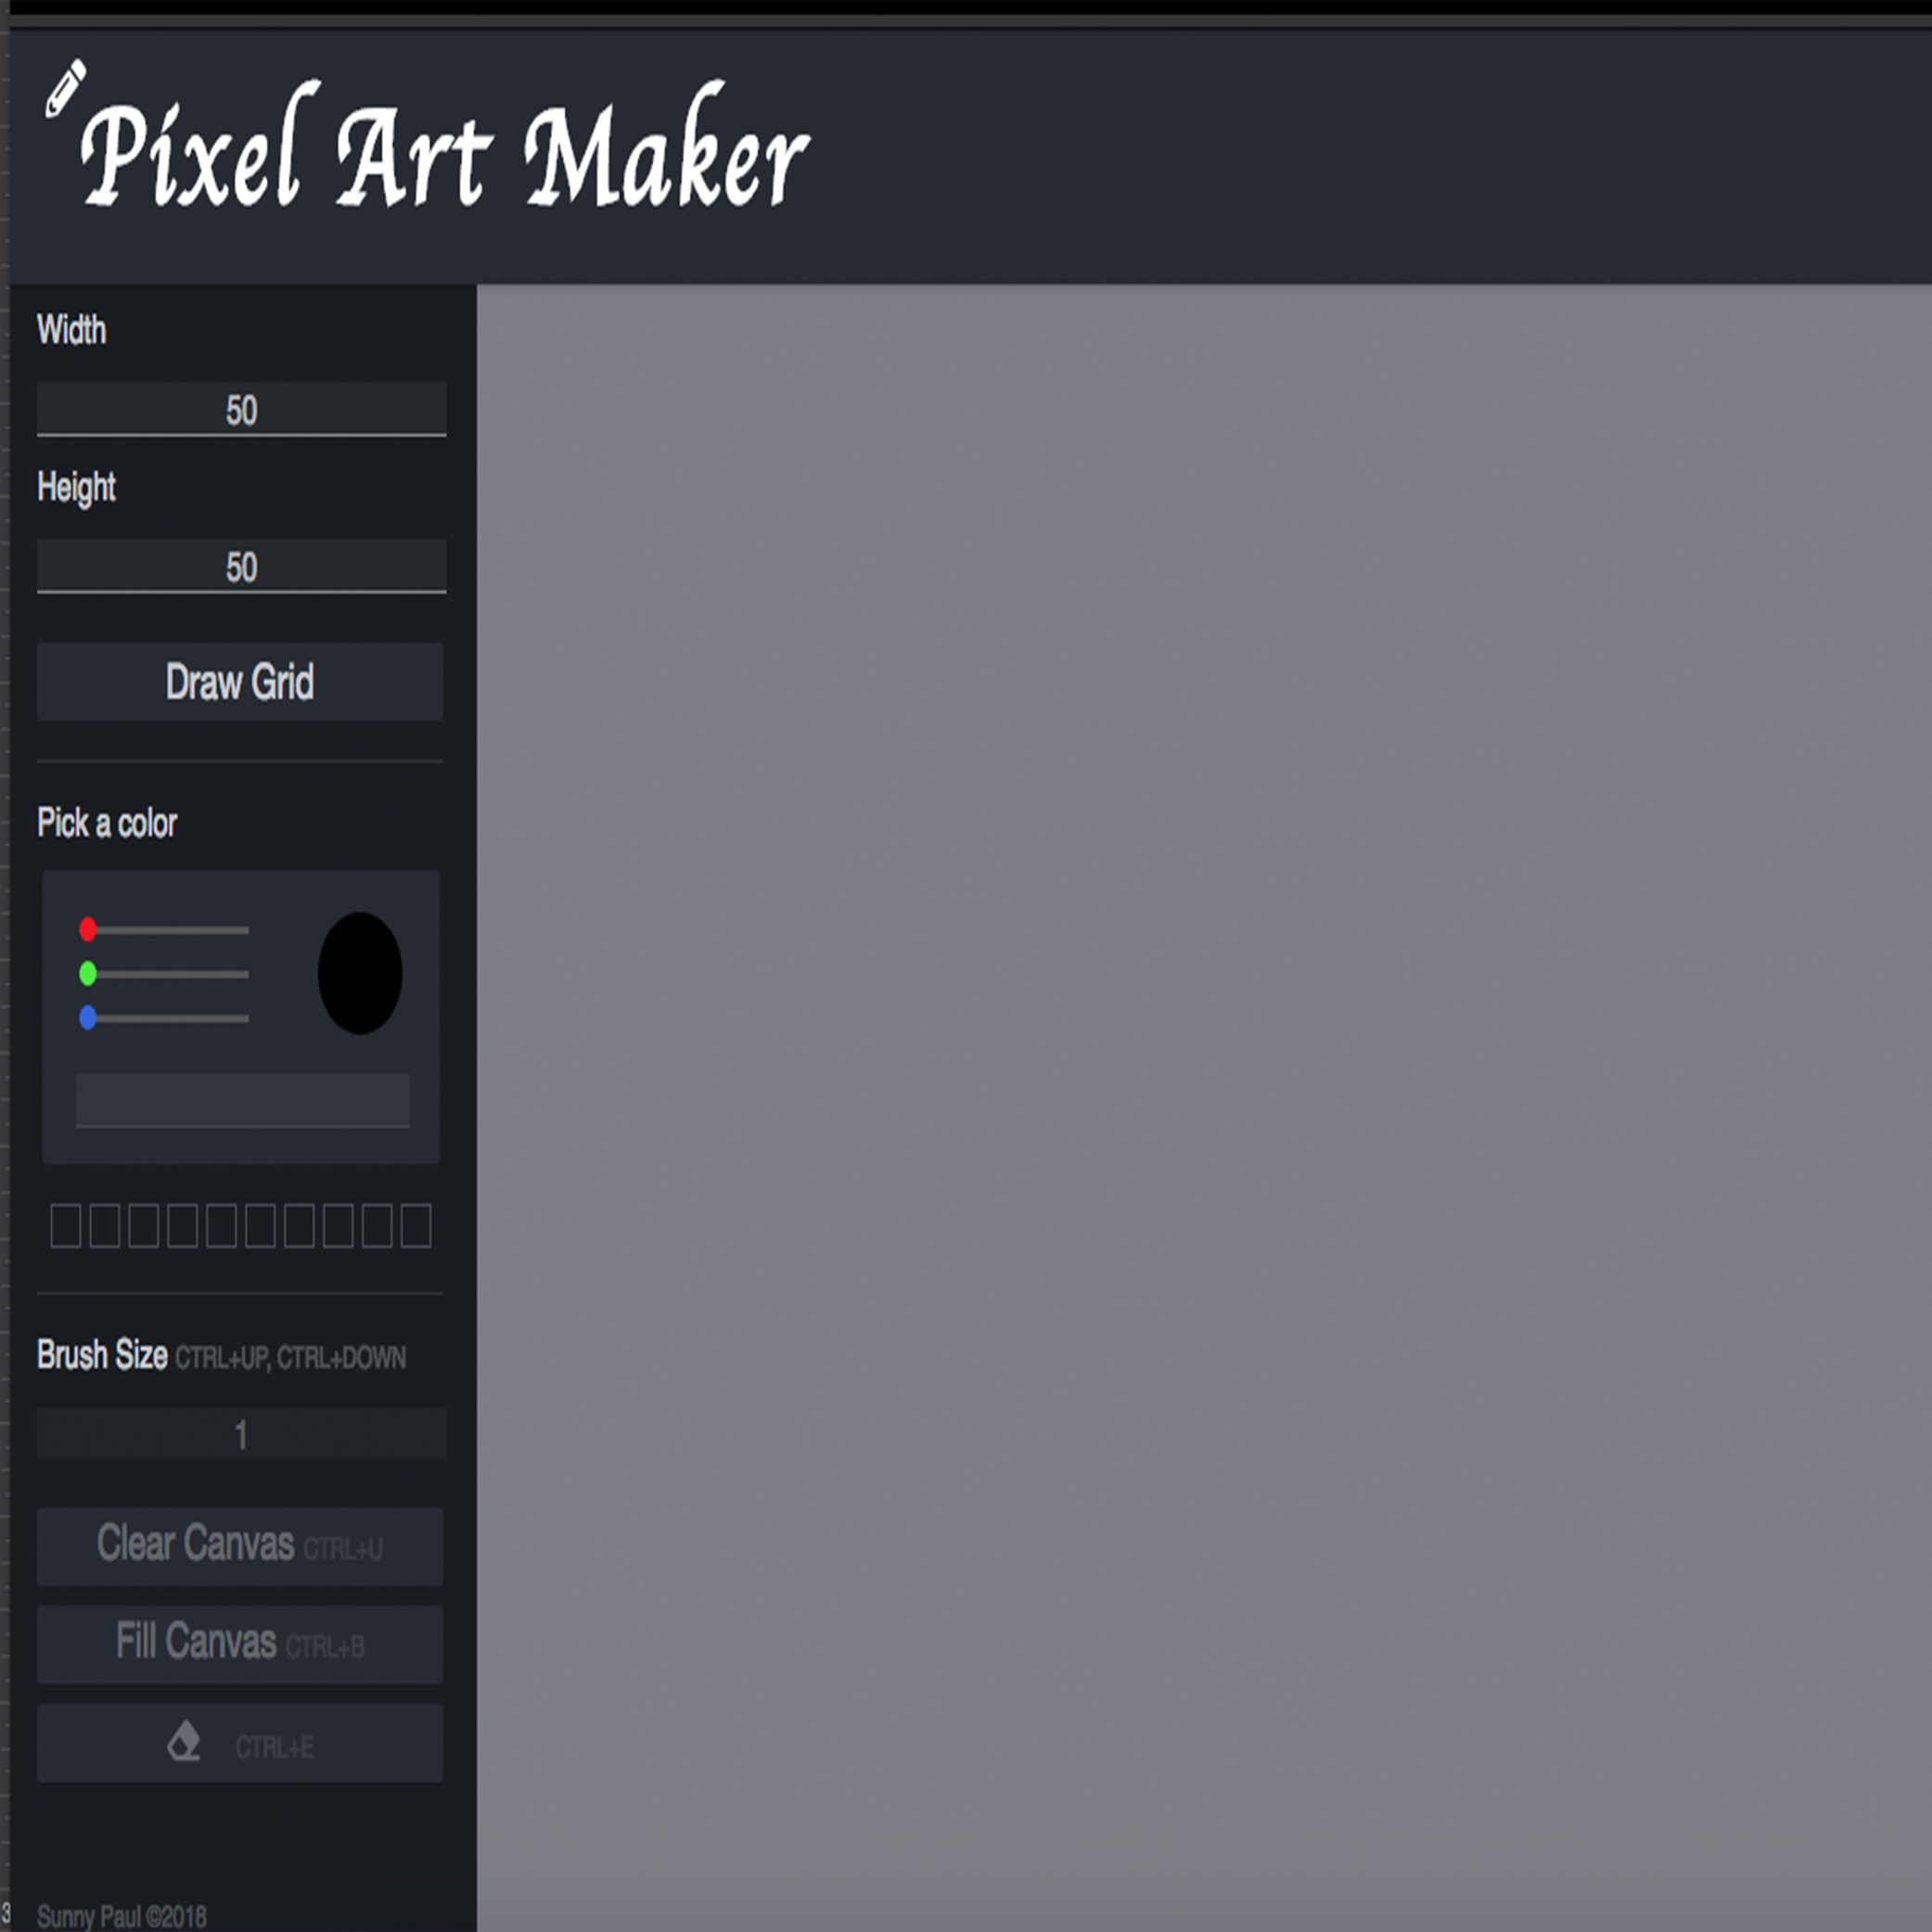 Pixel Art Maker
Width
50
Height
50
Draw Grid
Pick a color
Brush Size CTRL+UP, CTRL+DOWN
1
Clear Canvas CTRL+U
Fill Canvas CTRL+B
CTRL+E
3
Sunny Paul ©2018